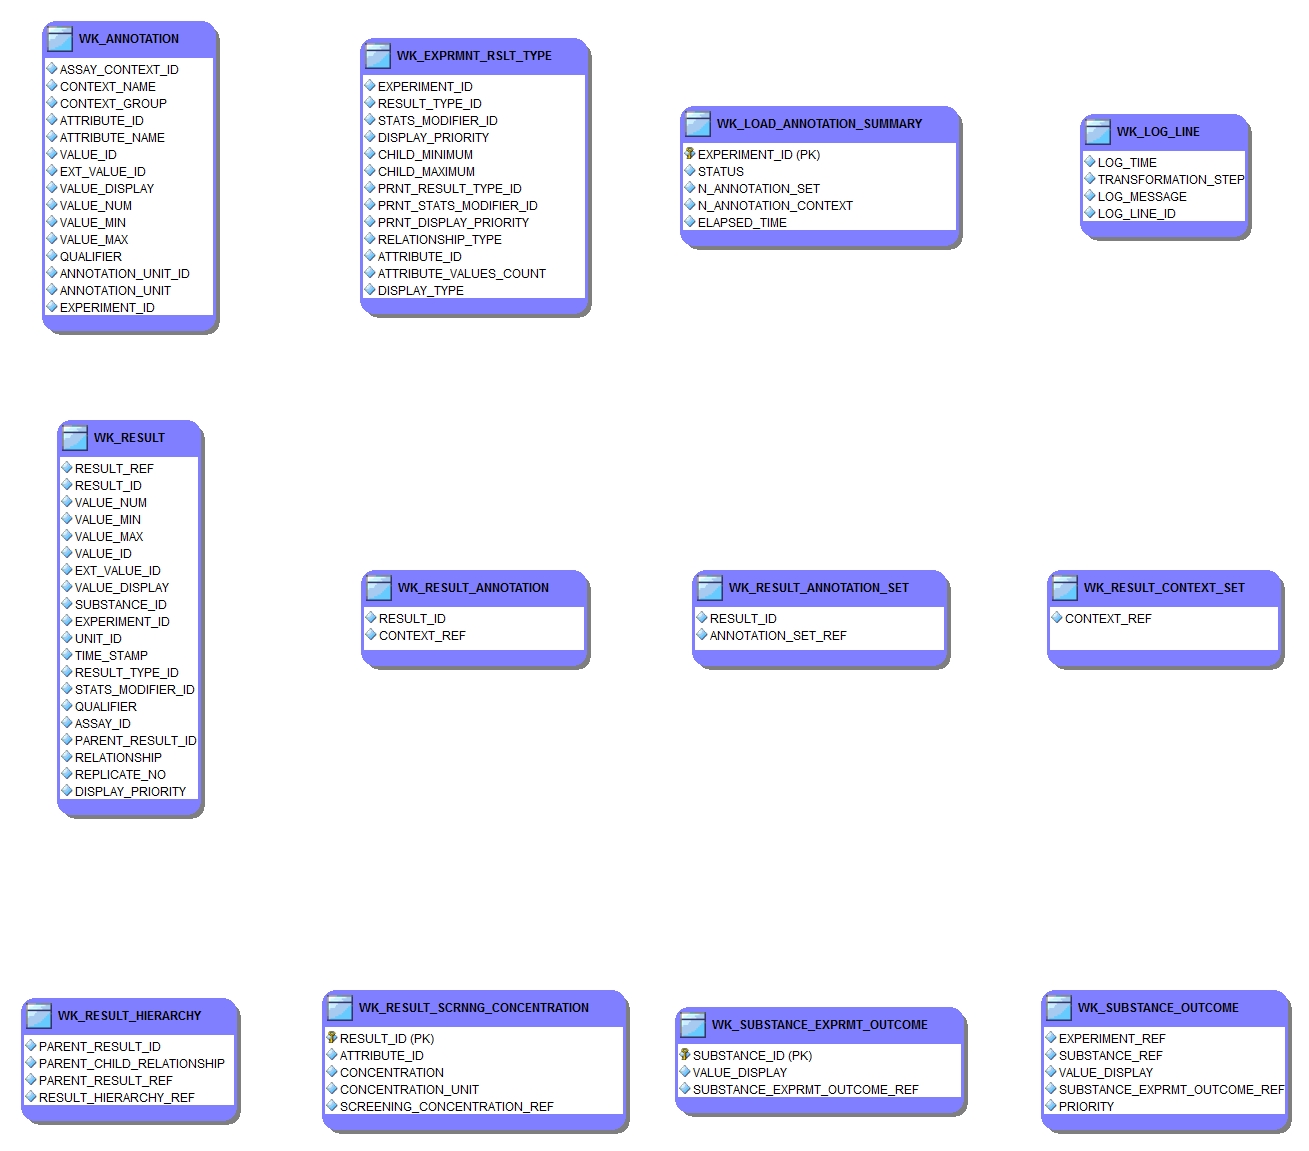 WK_ANNOTATION
ASSAY_CONTEXT_ID
CONTEXT_NAME
CONTEXT_GROUP
ATTRIBUTE_ID
ATTRIBUTE_NAME
VALUE_ID
EXT_VALUE_ID
VALUE_DISPLAY
VALUE_NUM
VALUE_MIN
VALUE_MAX
QUALIFIER
ANNOTATION_UNIT_ID
ANNOTATION_UNIT
EXPERIMENT_ID
WK_EXPRMNT_RSLT_TYPE
EXPERIMENT_ID
RESULT_TYPE_ID
STATS_MODIFIER_ID
DISPLAY_PRIORITY
CHILD_MINIMUM
CHILD_MAXIMUM
PRNT_RESULT_TYPE_ID
PRNT_STATS_MODIFIER_ID
PRNT_DISPLAY_PRIORITY
RELATIONSHIP_TYPE
ATTRIBUTE_ID
ATTRIBUTE_VALUES_COUNT
DISPLAY_TYPE
WK_LOAD_ANNOTATION_SUMMARY
EXPERIMENT_ID (PK)
STATUS
N_ANNOTATION_SET
N_ANNOTATION_CONTEXT
ELAPSED_TIME
WK_LOG_LINE
LOG_TIME
TRANSFORMATION_STEP
LOG_MESSAGE
LOG_LINE_ID
WK_RESULT
RESULT_REF
RESULT_ID
VALUE_NUM
VALUE_MIN
VALUE_MAX
VALUE_ID
EXT_VALUE_ID
VALUE_DISPLAY
SUBSTANCE_ID
EXPERIMENT_ID
UNIT_ID
TIME_STAMP
RESULT_TYPE_ID
STATS_MODIFIER_ID
QUALIFIER
ASSAY_ID
PARENT_RESULT_ID
RELATIONSHIP
REPLICATE_NO
DISPLAY_PRIORITY
WK_RESULT_ANNOTATION
RESULT_ID
CONTEXT_REF
WK_RESULT_ANNOTATION_SET
RESULT_ID
ANNOTATION_SET_REF
WK_RESULT_CONTEXT_SET
CONTEXT_REF
WK_RESULT_HIERARCHY
PARENT_RESULT_ID
PARENT_CHILD_RELATIONSHIP
PARENT_RESULT_REF
RESULT_HIERARCHY_REF
WK_RESULT_SCRNNG_CONCENTRATION
RESULT_ID (PK)
ATTRIBUTE_ID
CONCENTRATION
CONCENTRATION_UNIT
SCREENING_CONCENTRATION_REF
WK_SUBSTANCE_EXPRMT_OUTCOME
SUBSTANCE_ID (PK)
VALUE_DISPLAY
SUBSTANCE_EXPRMT_OUTCOME_REF
WK_SUBSTANCE_OUTCOME
EXPERIMENT_REF
SUBSTANCE_REF
VALUE_DISPLAY
SUBSTANCE_EXPRMT_OUTCOME_REF
PRIORITY